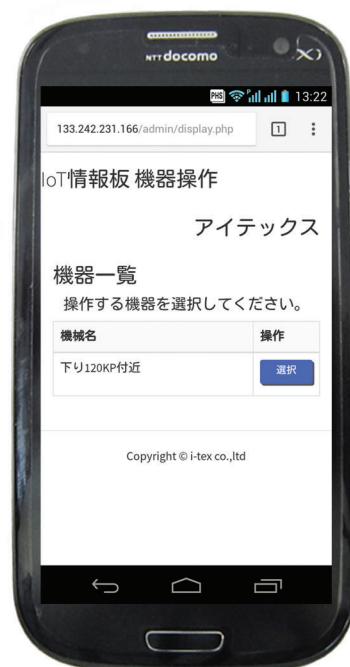 NTT docomo
Xi
PHS 13:22
133.242.231.166/admin/display.php 1
IoT情報板 機器操作
アイテックス
機器一覧
操作する機器を選択してください。
機械名 操作
下り120KP付近 選択
Copyright © i-tex co.,ltd